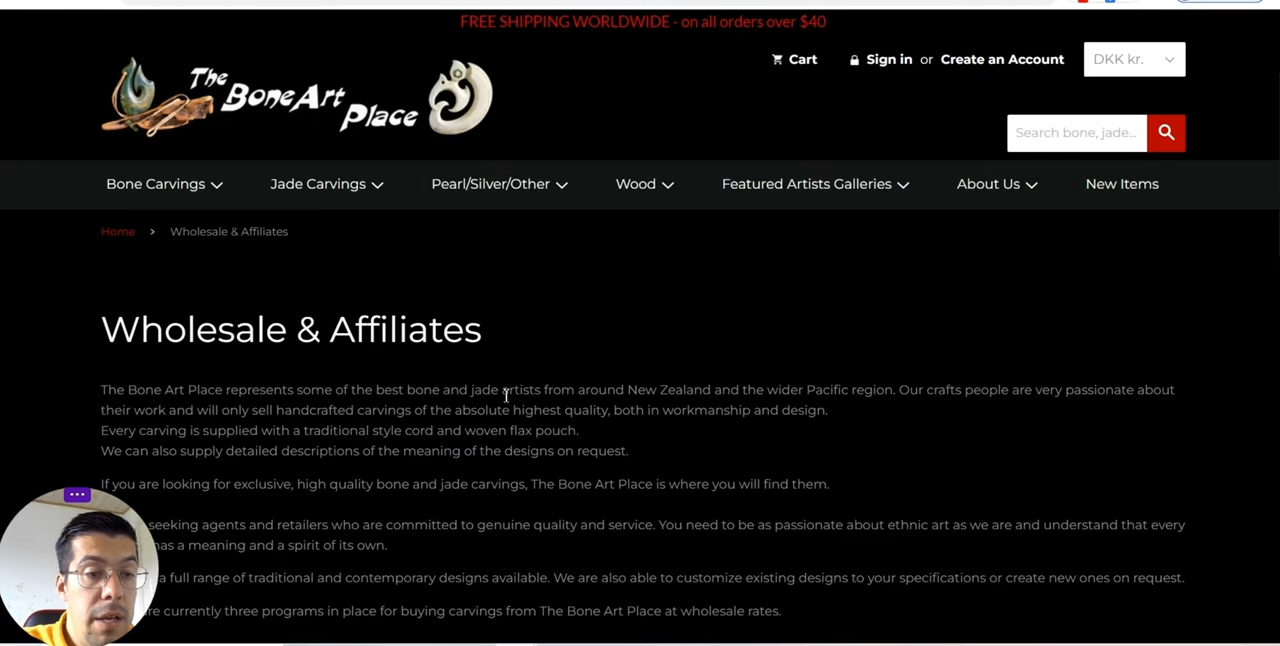 FREE SHIPPING WORLDWIDE - on all orders over $40
The Bone Art Place
Cart
Sign in or Create an Account
DKK kr.
Search bone, jade...
Bone Carvings
Jade Carvings
Pearl/Silver/Other
Wood
Featured Artists Galleries
About Us
New Items
Home > Wholesale & Affiliates
Wholesale & Affiliates
The Bone Art Place represents some of the best bone and jade artists from around New Zealand and the wider Pacific region. Our crafts people are very passionate about
their work and will only sell handcrafted carvings of the absolute highest quality, both in workmanship and design.
Every carving is supplied with a traditional style cord and woven flax pouch.
We can also supply detailed descriptions of the meaning of the designs on request.
If you are looking for exclusive, high quality bone and jade carvings, The Bone Art Place is where you will find them.
seeking agents and retailers who are committed to genuine quality and service. You need to be as passionate about ethnic art as we are and understand that every
has a meaning and a spirit of its own.
a full range of traditional and contemporary designs available. We are also able to customize existing designs to your specifications or create new ones on request.
currently three programs in place for buying carvings from The Bone Art Place at wholesale rates.